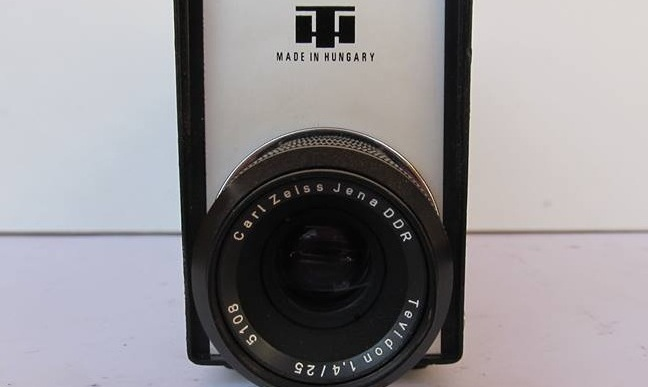 MADE IN HUNGARY
Carl Zeiss Jena DDR
Tevidon 1,4/25
5108